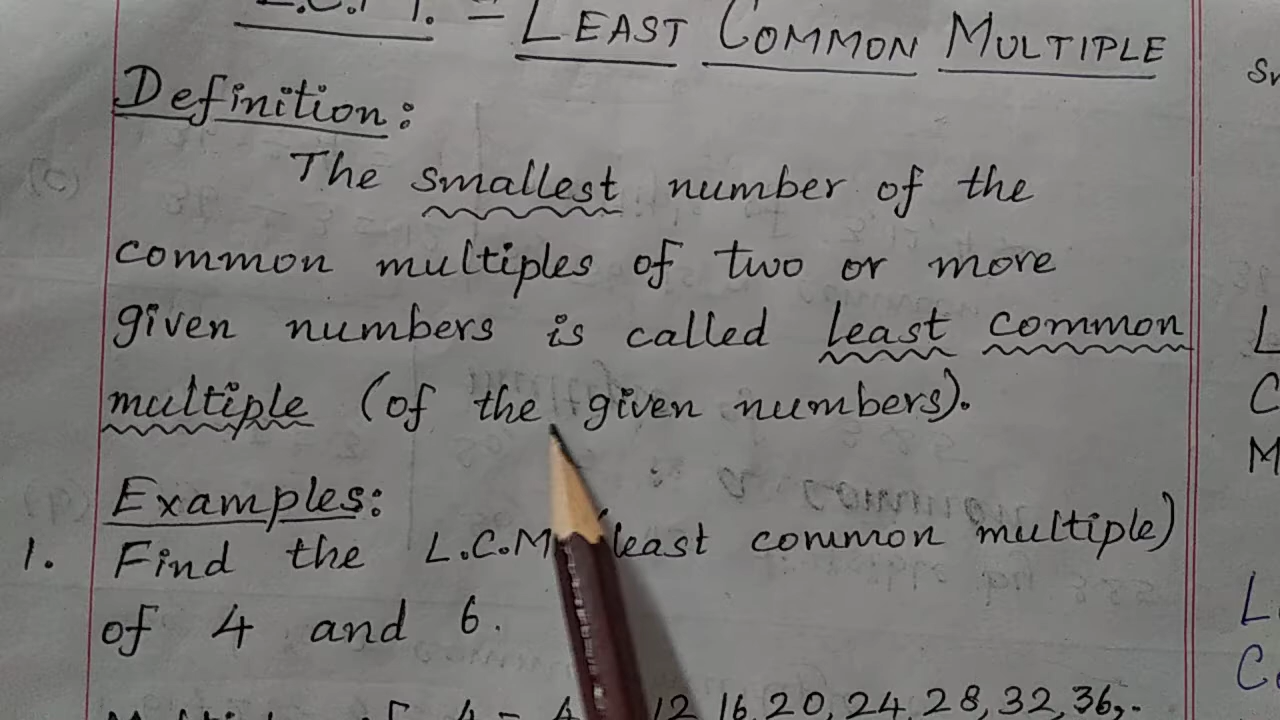 L.C.M. = LEAST COMMON MULTIPLE
Definition:
The smallest number of the
common multiples of two or more
given numbers is called least common
multiple (of the given numbers).
Examples:
1. Find the L.C.M (least common multiple)
of 4 and 6.
4 = 4 12, 16, 20, 24, 28, 32, 36,..